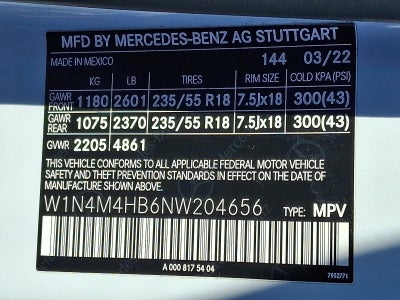 MFD BY MERCEDES-BENZ AG STUTTGART
MADE IN MEXICO 144 03/22
KG LB TIRES RIM SIZE COLD KPA (PSI)
GAWR FRONT 1180 2601 235/55 R18 7.5Jx18 300(43)
GAWR REAR 1075 2370 235/55 R18 7.5Jx18 300(43)
GVWR 2205 4861
THIS VEHICLE CONFORMS TO ALL APPLICABLE FEDERAL MOTOR VEHICLE
SAFETY, BUMPER AND THEFT PREVENTION STANDARDS IN
EFFECT ON THE DATE OF MANUFACTURE SHOWN ABOVE.
W1N4M4HB6NW204656 TYPE: MPV
A 000 817 54 04
7952771